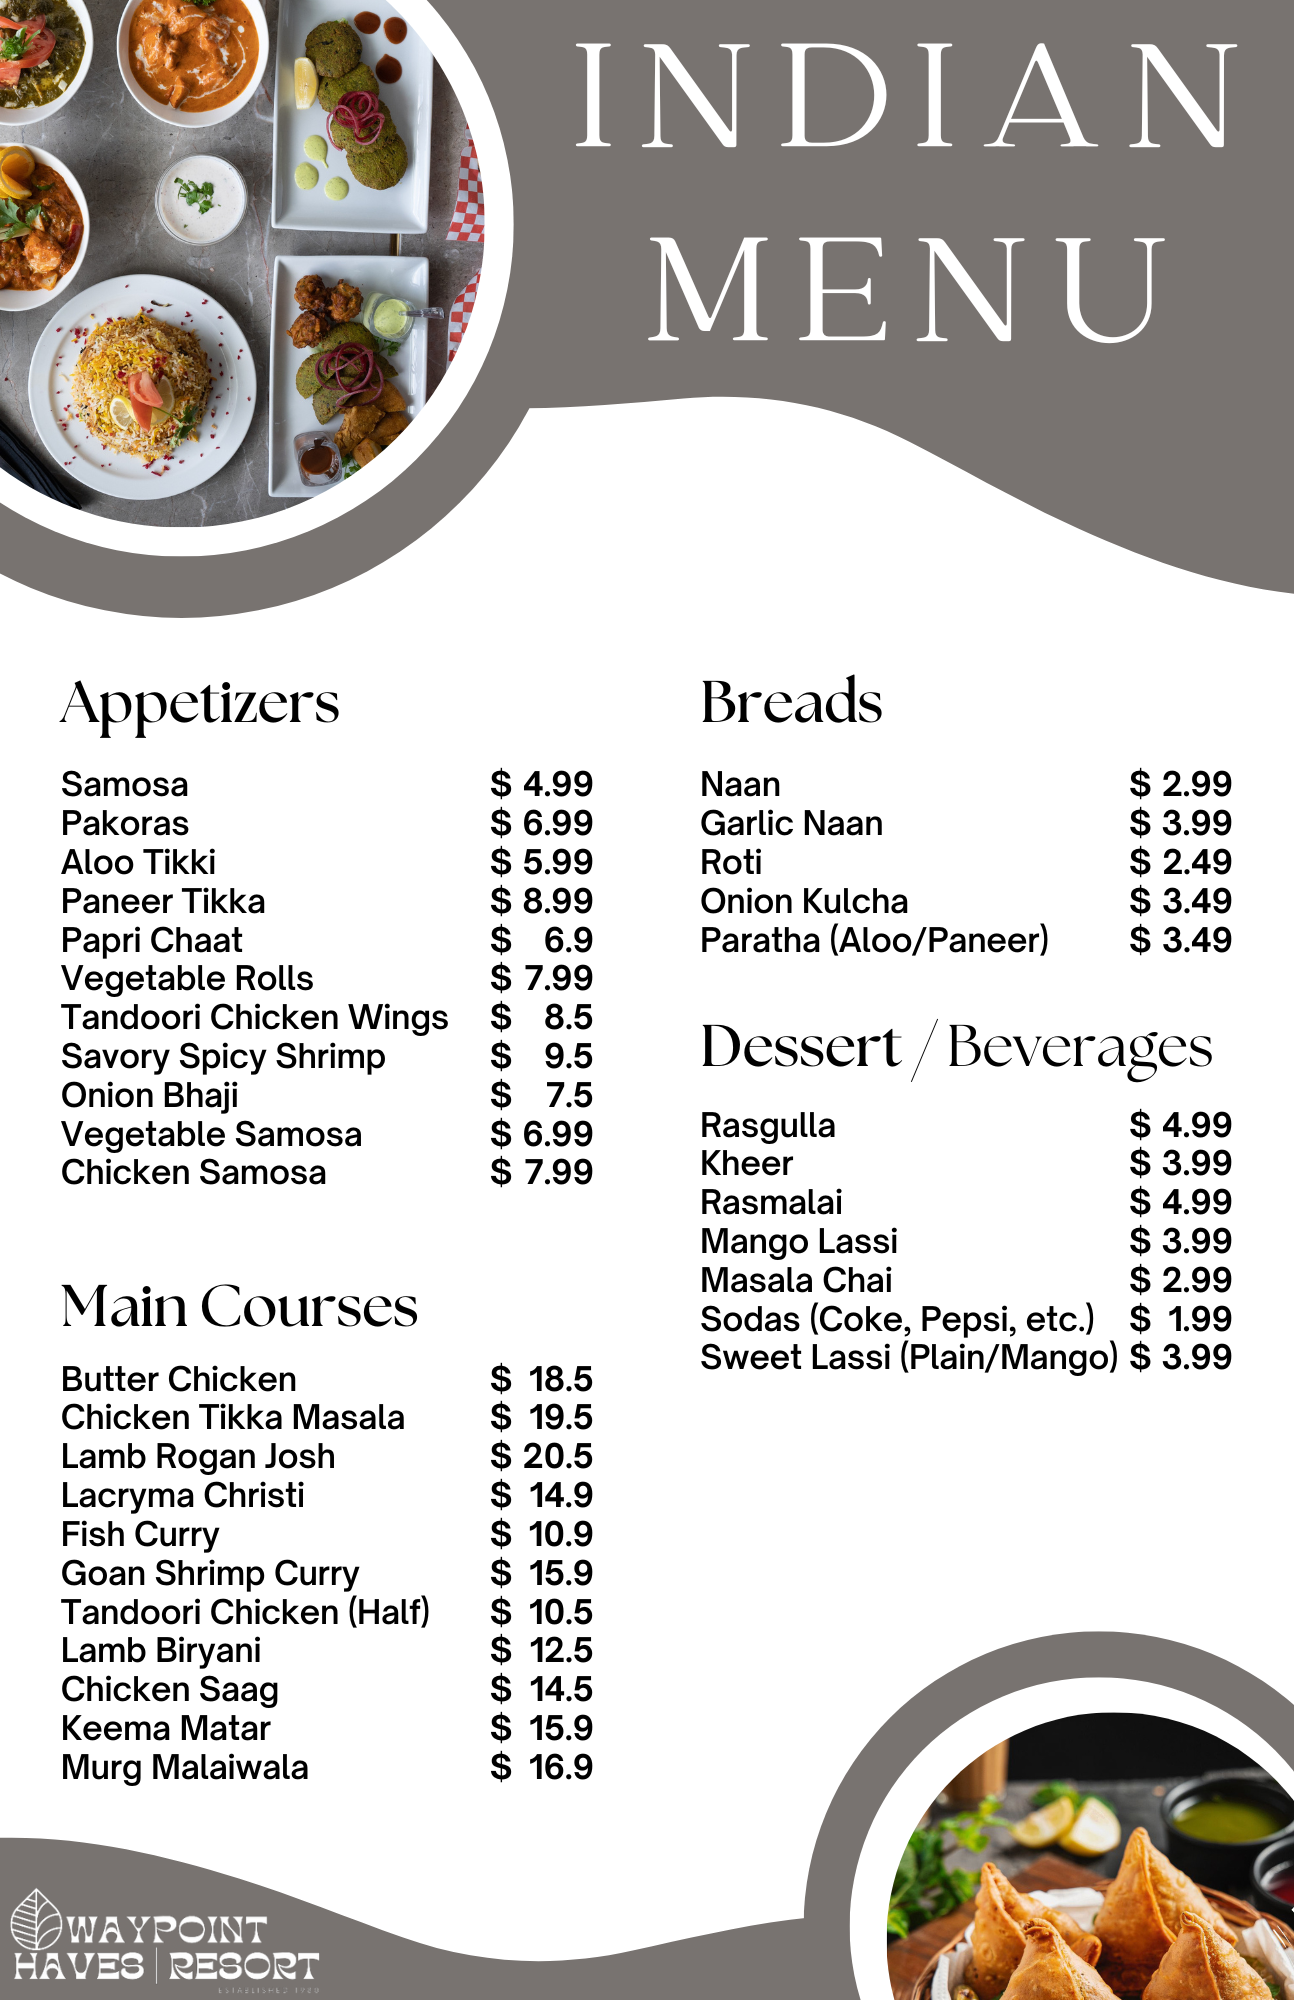 INDIAN
MENU
Appetizers
Samosa $ 4.99
Pakoras $ 6.99
Aloo Tikki $ 5.99
Paneer Tikka $ 8.99
Papri Chaat $ 6.9
Vegetable Rolls $ 7.99
Tandoori Chicken Wings $ 8.5
Savory Spicy Shrimp $ 9.5
Onion Bhaji $ 7.5
Vegetable Samosa $ 6.99
Chicken Samosa $ 7.99
Main Courses
Butter Chicken $ 18.5
Chicken Tikka Masala $ 19.5
Lamb Rogan Josh $ 20.5
Lacryma Christi $ 14.9
Fish Curry $ 10.9
Goan Shrimp Curry $ 15.9
Tandoori Chicken (Half) $ 10.5
Lamb Biryani $ 12.5
Chicken Saag $ 14.5
Keema Matar $ 15.9
Murg Malaiwala $ 16.9
Breads
Naan $ 2.99
Garlic Naan $ 3.99
Roti $ 2.49
Onion Kulcha $ 3.49
Paratha (Aloo/Paneer) $ 3.49
Dessert / Beverages
Rasgulla $ 4.99
Kheer $ 3.99
Rasmalai $ 4.99
Mango Lassi $ 3.99
Masala Chai $ 2.99
Sodas (Coke, Pepsi, etc.) $ 1.99
Sweet Lassi (Plain/Mango) $ 3.99
WAYPOINT
HAVES | RESORT
ESTABLISHED